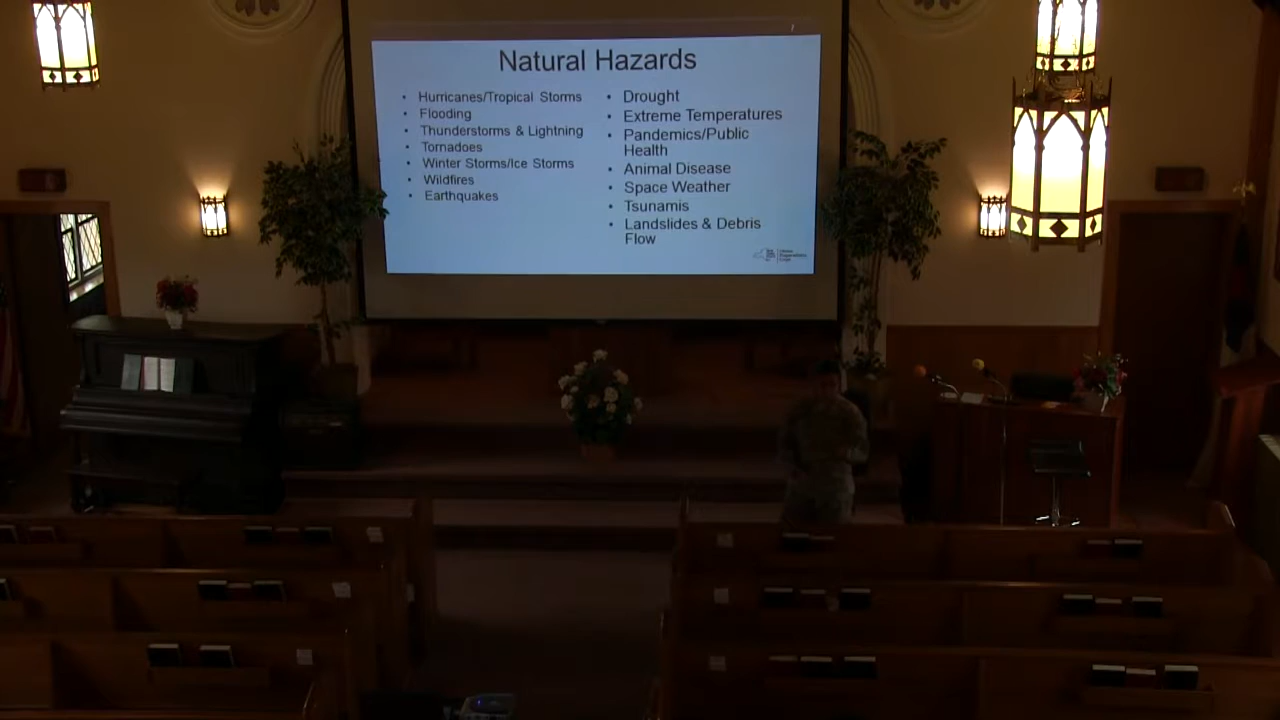 Natural Hazards
• Hurricanes/Tropical Storms
• Flooding
• Thunderstorms & Lightning
• Tornadoes
• Winter Storms/Ice Storms
• Wildfires
• Earthquakes
• Drought
• Extreme Temperatures
• Pandemics/Public
Health
• Animal Disease
• Space Weather
• Tsunamis
• Landslides & Debris
Flow